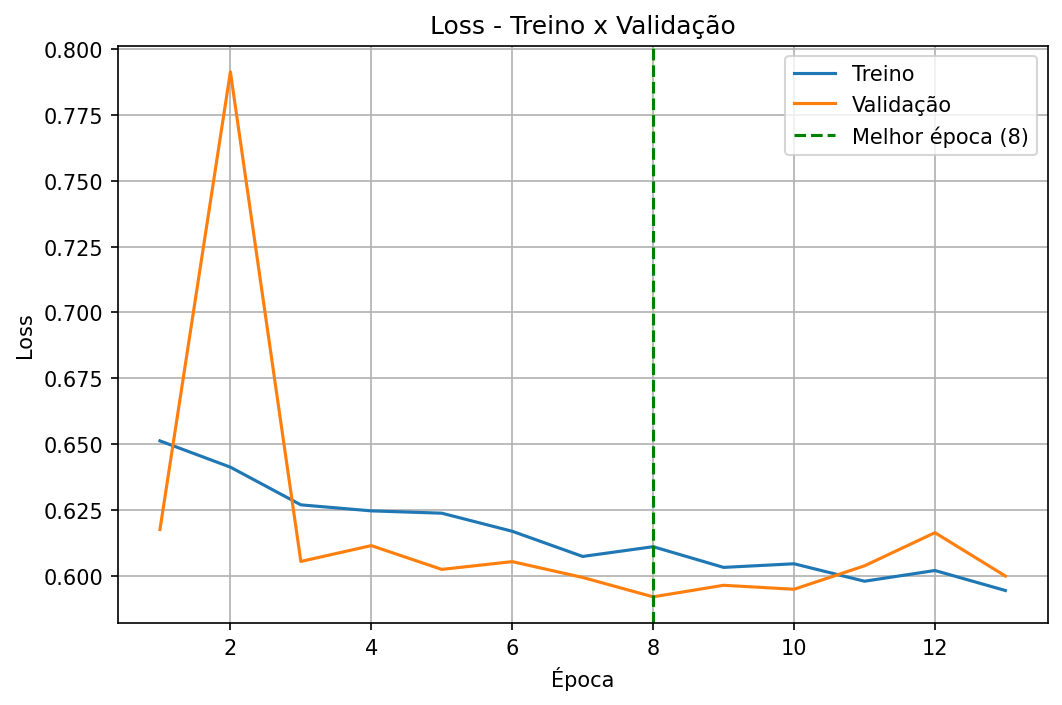 Loss - Treino x Validação
0.800
0.775
0.750
0.725
0.700
0.675
0.650
0.625
0.600
Loss
Treino
Validação
Melhor época (8)
2 4 6 8 10 12
Época